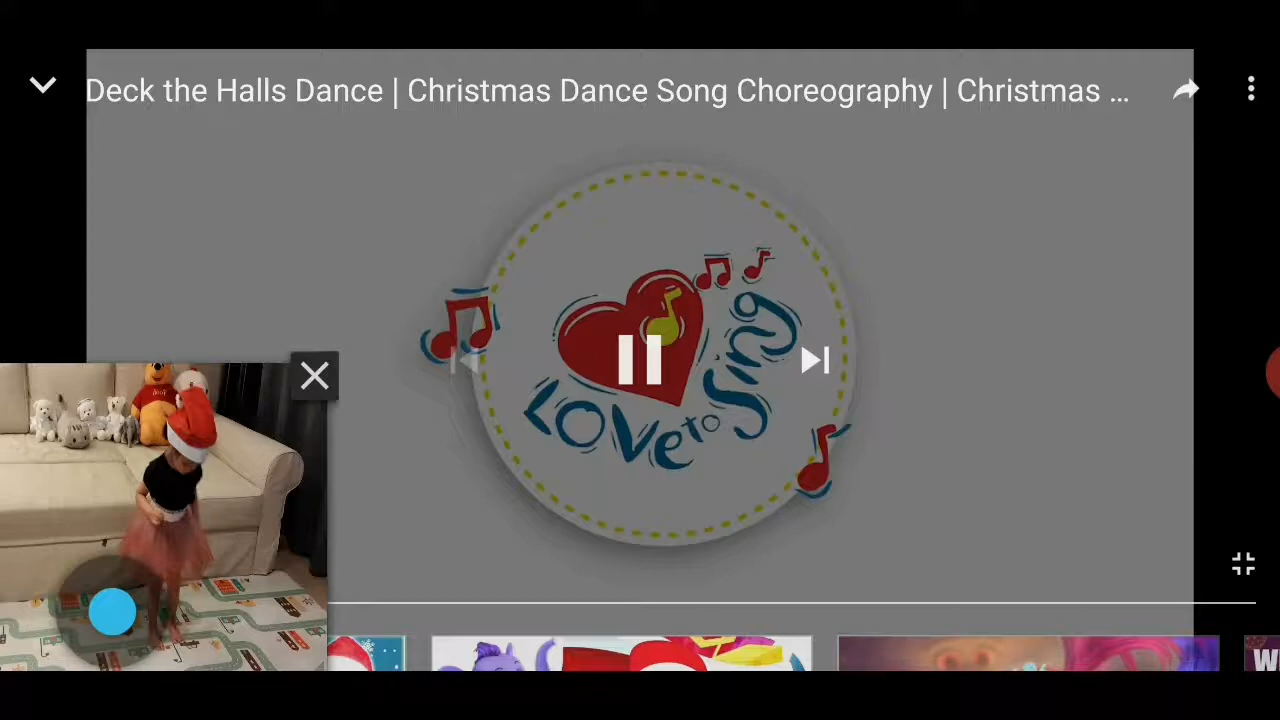 Deck the Halls Dance | Christmas Dance Song Choreography | Christmas ...
Love to Sing
W